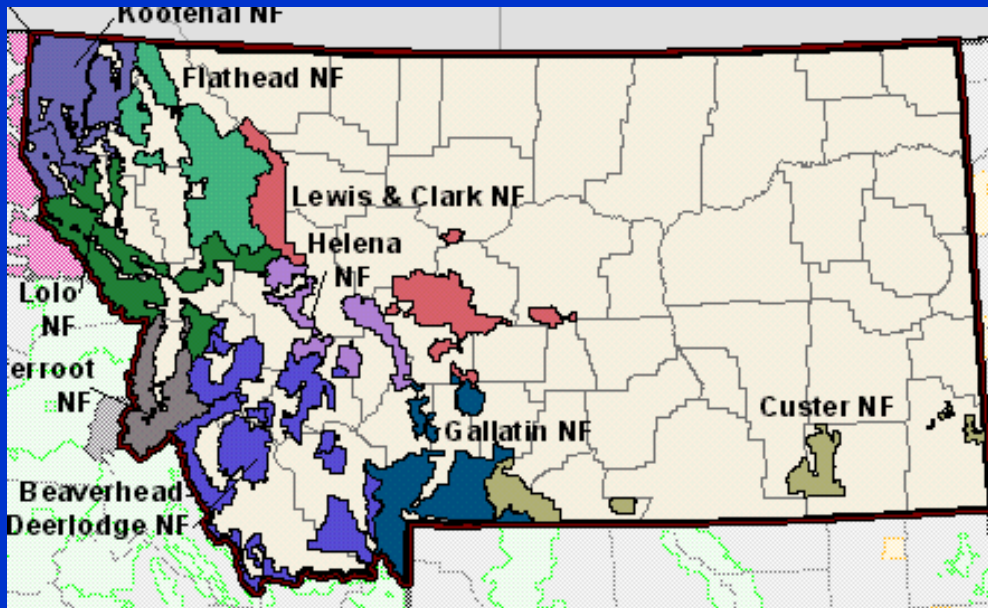 Kootenai NF
Flathead NF
Lewis & Clark NF
Helena
NF
Lolo
NF
erroot
NF
Custer NF
Gallatin NF
Beaverhead-
Deerlodge NF